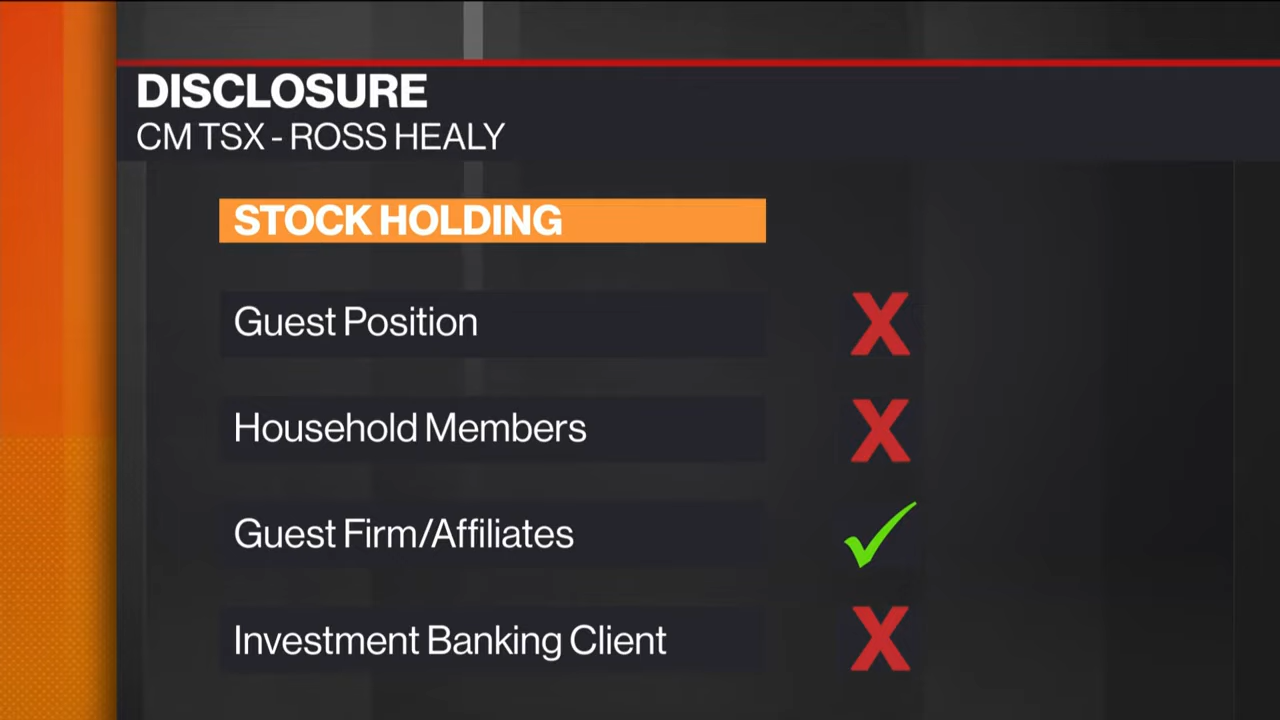 DISCLOSURE
CM TSX - ROSS HEALY
STOCK HOLDING
Guest Position X
Household Members X
Guest Firm/Affiliates ✓
Investment Banking Client X